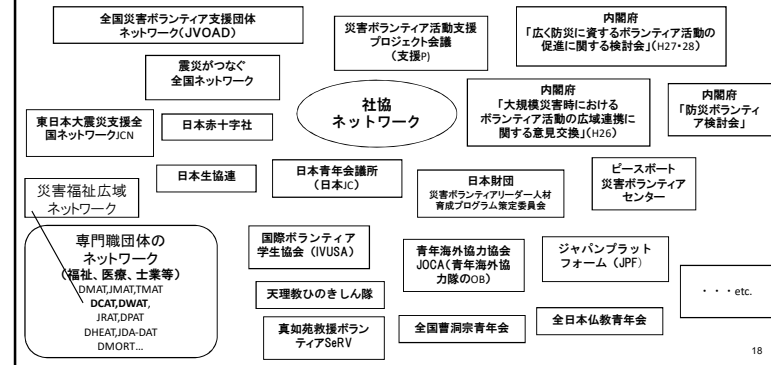 全国災害ボランティア支援団体
ネットワーク(JVOAD)
災害ボランティア活動支援
プロジェクト会議
(支援P)
内閣府
「広く防災に資するボランティア活動の
促進に関する検討会」(H27・28)
震災がつなぐ
全国ネットワーク
社協
ネットワーク
内閣府
「大規模災害時における
ボランティア活動の広域連携に
関する意見交換」(H26)
内閣府
「防災ボランティ
ア検討会」
東日本大震災支援全
国ネットワークJCN
日本赤十字社
日本生協連
日本青年会議所
(日本JC)
日本財団
災害ボランティアリーダー人材
育成プログラム策定委員会
ピースボート
災害ボランティア
センター
災害福祉広域
ネットワーク
専門職団体の
ネットワーク
(福祉、医療、士業等)
DMAT,JMAT,TMAT
DCAT,DWAT,
JRAT,DPAT
DHEAT,JDA-DAT
DMORT...
国際ボランティア
学生協会(IVUSA)
青年海外協力協会
JOCA(青年海外協
力隊のOB)
ジャパンプラット
フォーム(JPF)
・・・etc.
天理教ひのきしん隊
真如苑救援ボラン
ティアSeRV
全国曹洞宗青年会
全日本仏教青年会
18